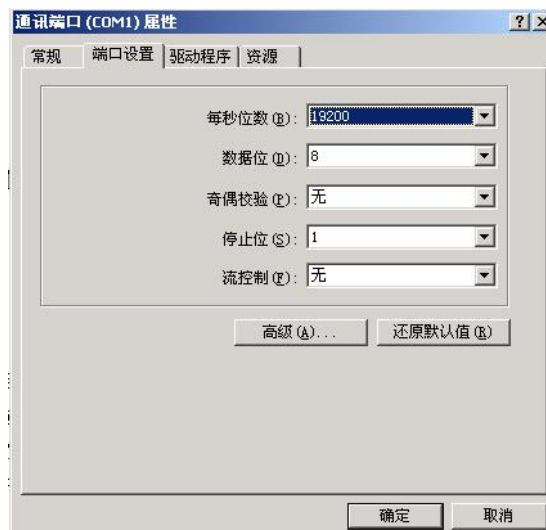 通讯端口 (COM1) 属性
常规 端口设置 驱动程序 资源
每秒位数(B): 19200
数据位(D): 8
奇偶校验(P): 无
停止位(S): 1
流控制(F): 无
高级(A)... 还原默认值(R)
确定 取消